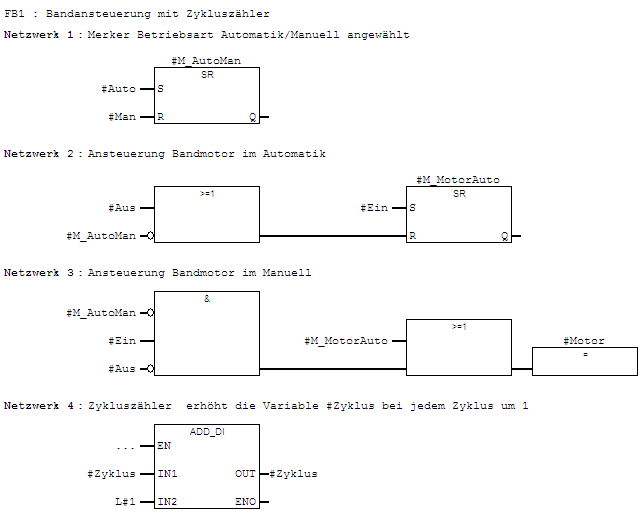 FB1 : Bandansteuerung mit Zykluszähler
Netzwerk 1 : Merker Betriebsart Automatik/Manuell angewählt
#M_AutoMan
SR
#Auto S
#Man R Q
Netzwerk 2 : Ansteuerung Bandmotor im Automatik
#M_MotorAuto
>=1 SR
#Aus #Ein S
#M_AutoMan R Q
Netzwerk 3 : Ansteuerung Bandmotor im Manuell
&
#M_AutoMan
>=1
#Ein #M_MotorAuto #Motor
=
#Aus
Netzwerk 4 : Zykluszähler erhöht die Variable #Zyklus bei jedem Zyklus um 1
ADD_DI
... EN
#Zyklus IN1 OUT #Zyklus
L#1 IN2 ENO